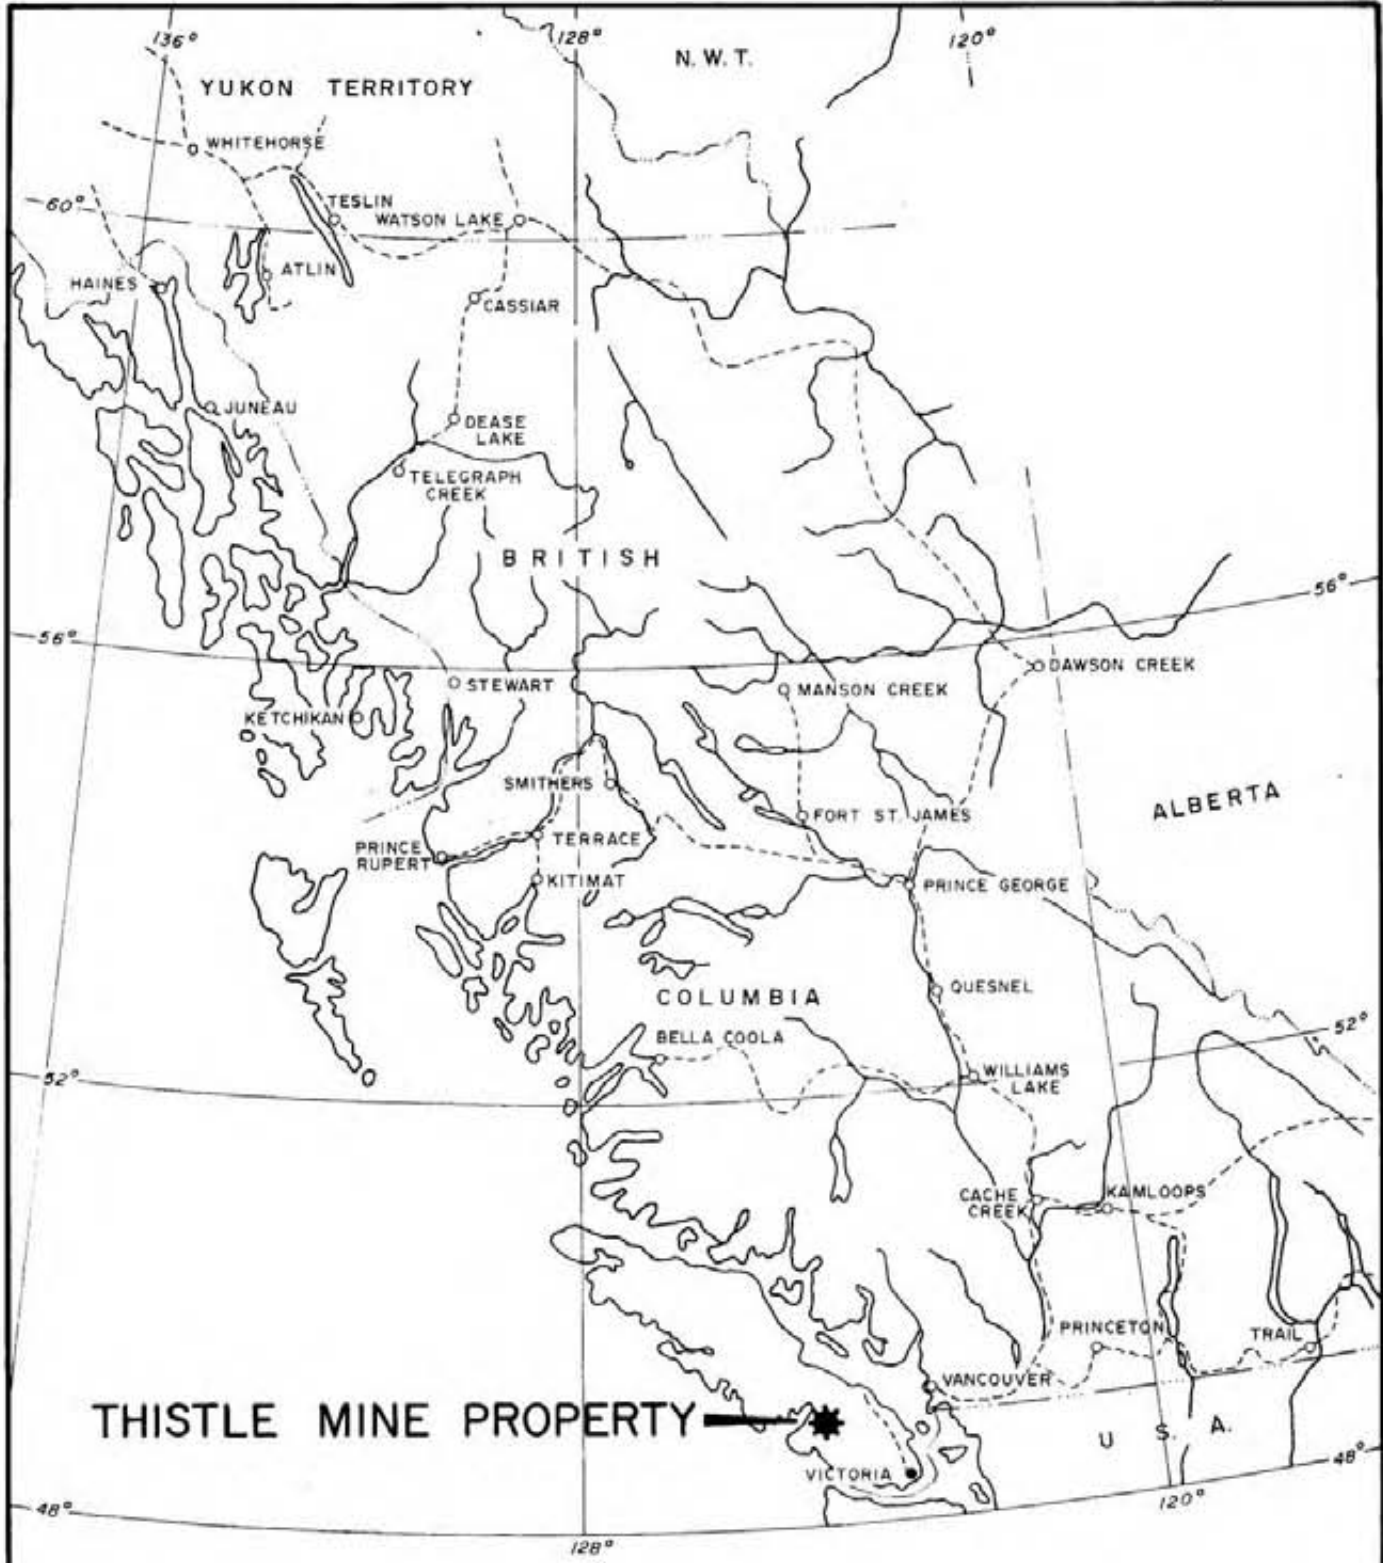 136°
128°
120°
N. W. T.
YUKON TERRITORY
WHITEHORSE
60°
TESLIN
WATSON LAKE
ATLIN
HAINES
CASSIAR
JUNEAU
DEASE
LAKE
TELEGRAPH
CREEK
BRITISH
56°
56°
DAWSON CREEK
STEWART
MANSON CREEK
KETCHIKAN
SMITHERS
ALBERTA
FORT ST. JAMES
TERRACE
PRINCE
RUPERT
KITIMAT
PRINCE GEORGE
QUESNEL
COLUMBIA
52°
BELLA COOLA
WILLIAMS
LAKE
52°
CACHE
CREEK
KAMLOOPS
PRINCETON
TRAIL
VANCOUVER
THISTLE MINE PROPERTY
U. S. A.
VICTORIA
48°
48°
120°
128°